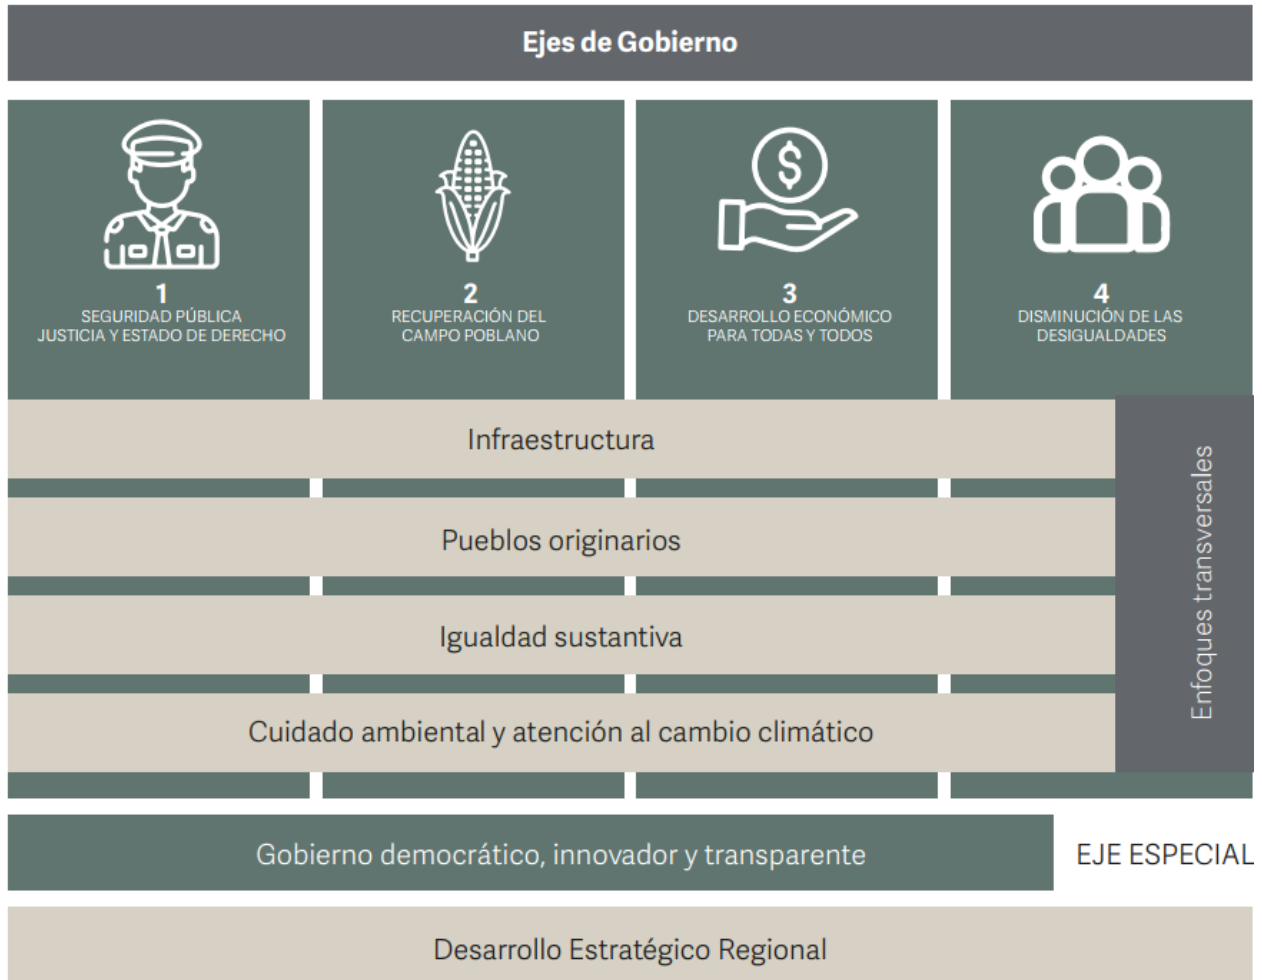 Ejes de Gobierno
1
SEGURIDAD PÚBLICA
JUSTICIA Y ESTADO DE DERECHO
2
RECUPERACIÓN DEL
CAMPO POBLANO
3
DESARROLLO ECONÓMICO
PARA TODAS Y TODOS
4
DISMINUCIÓN DE LAS
DESIGUALDADES
Infraestructura
Pueblos originarios
Igualdad sustantiva
Cuidado ambiental y atención al cambio climático
Enfoques transversales
Gobierno democrático, innovador y transparente
EJE ESPECIAL
Desarrollo Estratégico Regional